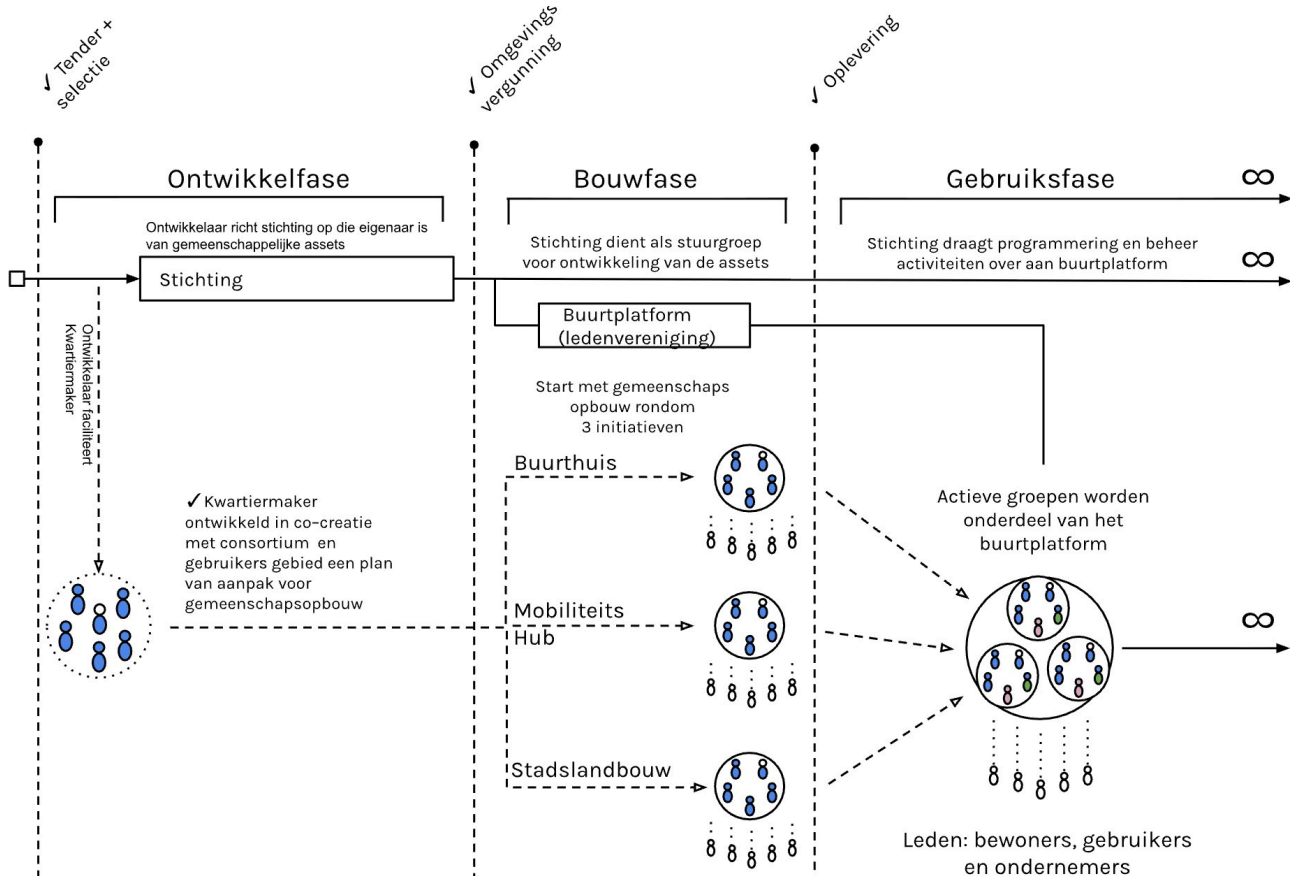 ✓ Tender +
selectie
✓ Omgevings
vergunning
✓ Oplevering
Ontwikkelfase
Bouwfase
Gebruiksfase
∞
Ontwikkelaar richt stichting op die eigenaar is
van gemeenschappelijke assets
Stichting dient als stuurgroep
voor ontwikkeling van de assets
Stichting draagt programmering en beheer
activiteiten over aan buurtplatform
∞
Stichting
Buurtplatform
(ledenvereniging)
Ontwikkelaar faciliteert
Kwartiermaker
Start met gemeenschaps
opbouw rondom
3 initiatieven
Buurthuis
✓ Kwartiermaker
ontwikkeld in co-creatie
met consortium en
gebruikers gebied een plan
van aanpak voor
gemeenschapsopbouw
Actieve groepen worden
onderdeel van het
buurtplatform
Mobiliteits
Hub
∞
Stadslandbouw
Leden: bewoners, gebruikers
en ondernemers